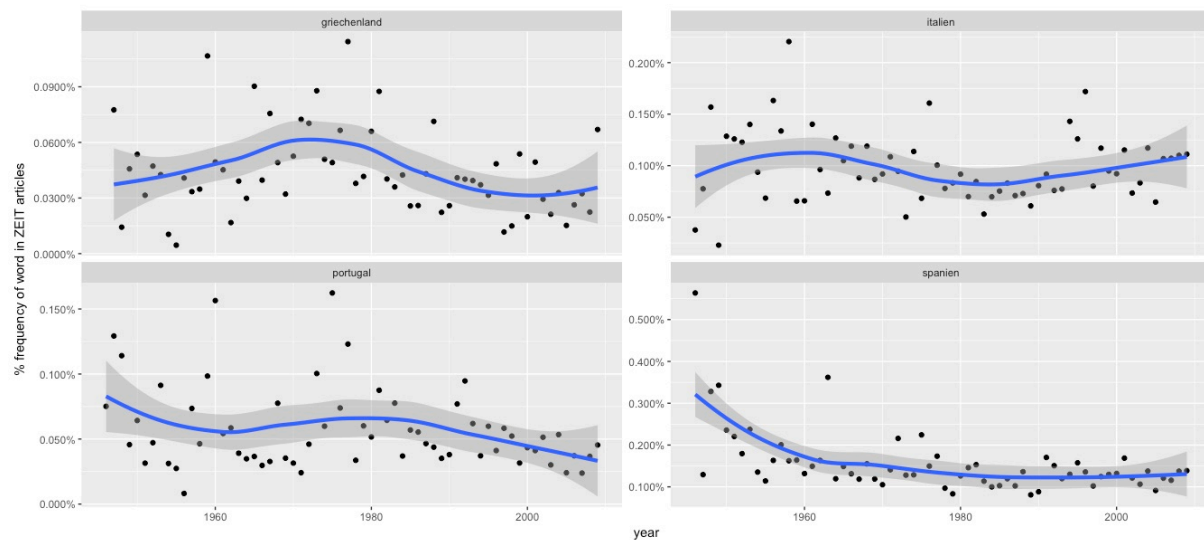 % frequency of word in ZEIT articles
griechenland
0.0900%
0.0600%
0.0300%
0.0000%
italien
0.200%
0.150%
0.100%
0.050%
portugal
0.150%
0.100%
0.050%
0.000%
1960 1980 2000
spanien
0.500%
0.400%
0.300%
0.200%
0.100%
1960 1980 2000
year